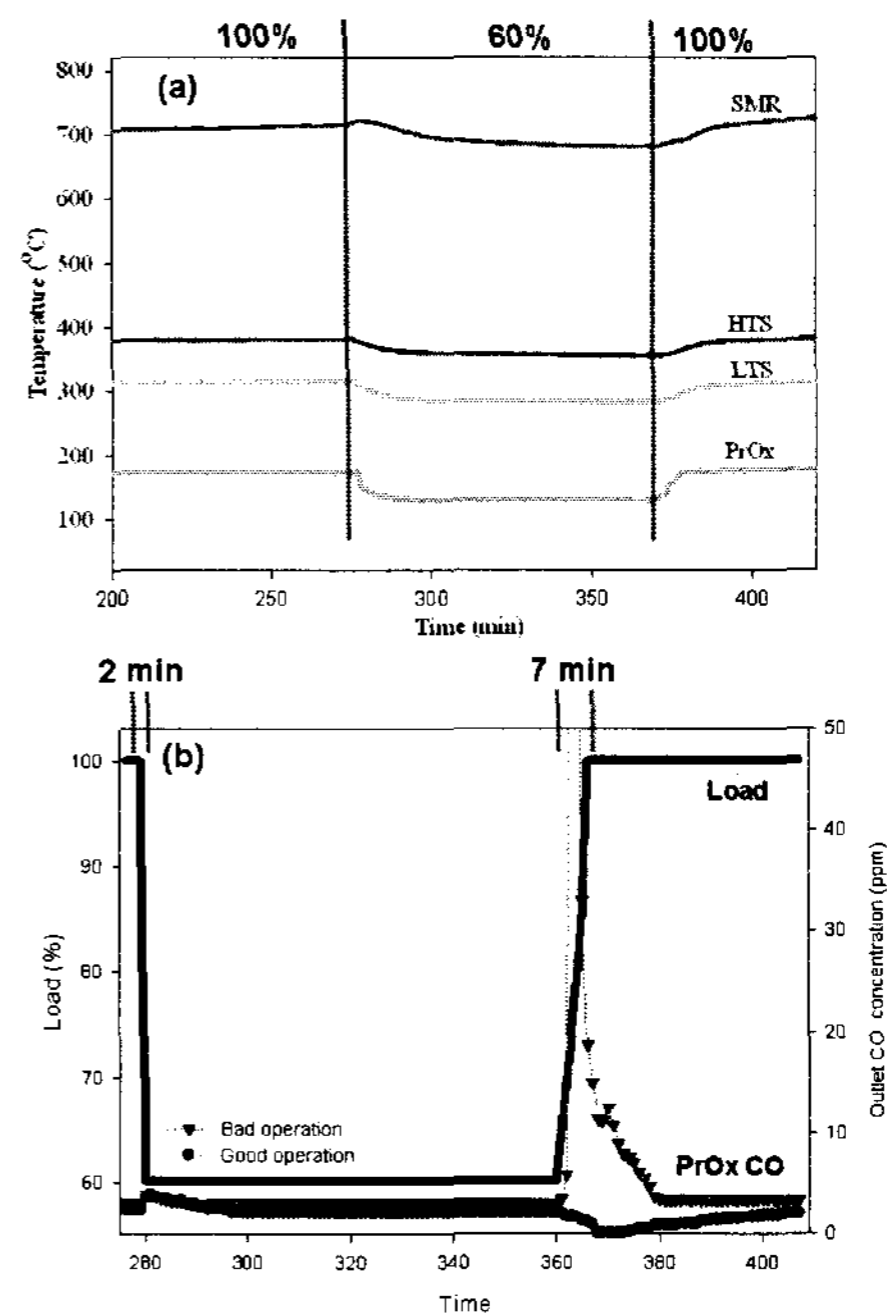 100% 60% 100%
(a)
800
700
600
500
400
300
200
100
SMR
HTS
LTS
PrOx
Temperature (°C)
200 250 300 350 400
Time (min)
2 min 7 min
(b)
100
90
80
70
60
50
40
30
20
10
0
Load
Load (%)
Outlet CO concentration (ppm)
Bad operation
Good operation
PrOx CO
280 300 320 340 360 380 400
Time